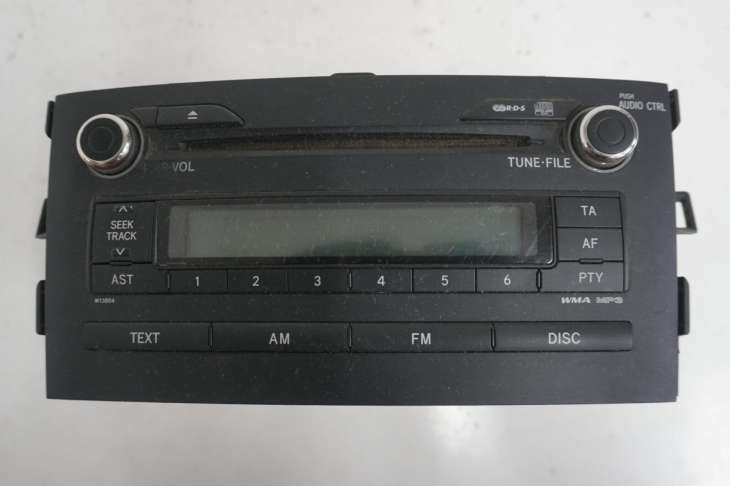 R·D·S
PUSH
AUDIO CTRL
VOL
TUNE·FILE
SEEK
TRACK
TA
AF
AST
1 2 3 4 5 6
PTY
W13804
WMA MP3
TEXT AM FM DISC